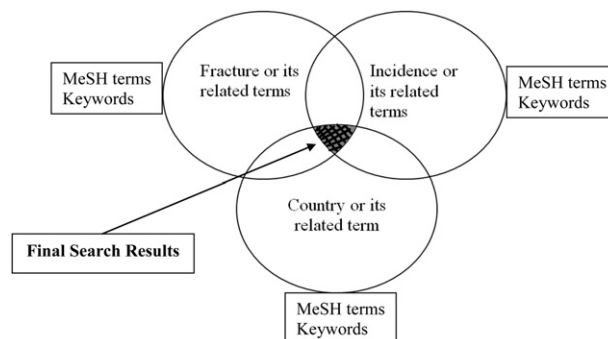 Fracture or its
related terms
Incidence or
its related
terms
MeSH terms
Keywords
MeSH terms
Keywords
Country or its
related term
Final Search Results
MeSH terms
Keywords